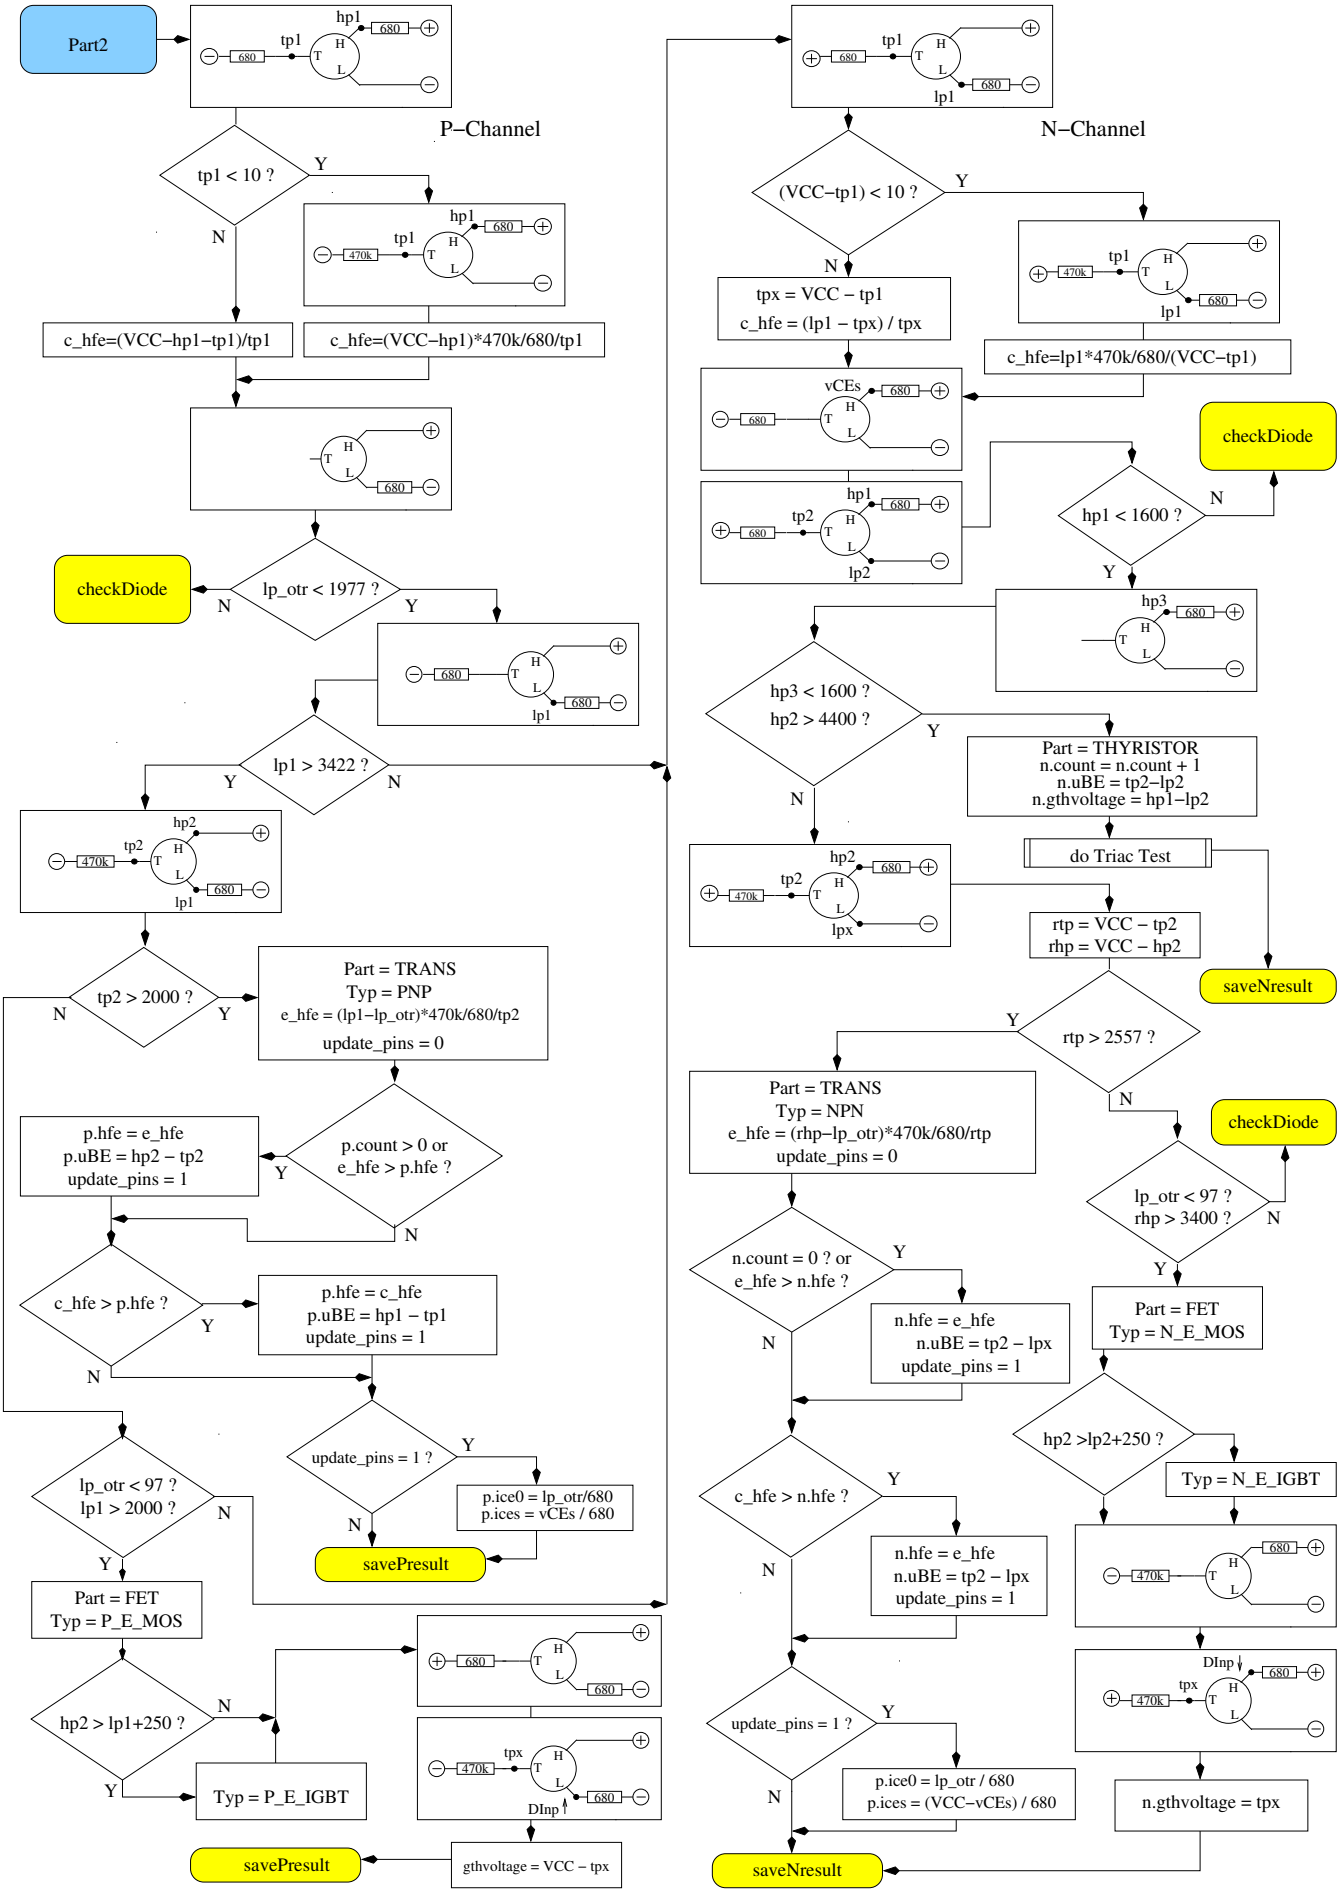 Part2
hp1
680
+
tp1
− 680 T H
L
−
P−Channel
tp1 < 10 ?
Y
N
hp1
680 +
tp1
− 470k T H
L
−
c_hfe=(VCC−hp1−tp1)/tp1
c_hfe=(VCC−hp1)*470k/680/tp1
+
T H
L
680 −
lp_otr < 1977 ?
N
Y
checkDiode
+
− 680 T H
L
680 −
lp1
lp1 > 3422 ?
Y
N
hp2
+
tp2
− 470k T H
L
680 −
lp1
tp2 > 2000 ?
N
Y
Part = TRANS
Typ = PNP
e_hfe = (lp1−lp_otr)*470k/680/tp2
update_pins = 0
p.count > 0 or
e_hfe > p.hfe ?
Y
N
p.hfe = e_hfe
p.uBE = hp2 − tp2
update_pins = 1
c_hfe > p.hfe ?
Y
N
p.hfe = c_hfe
p.uBE = hp1 − tp1
update_pins = 1
update_pins = 1 ?
Y
N
p.ice0 = lp_otr/680
p.ices = vCEs / 680
savePresult
lp_otr < 97 ?
lp1 > 2000 ?
N
Y
Part = FET
Typ = P_E_MOS
hp2 > lp1+250 ?
N
Y
Typ = P_E_IGBT
+
+ 680 T H
L
680 −
+
tpx
− 470k T H
L
680 −
DInp
gthvoltage = VCC − tpx
savePresult
+
tp1
+ 680 T H
L
680 −
lp1
N−Channel
(VCC−tp1) < 10 ?
Y
N
tpx = VCC − tp1
c_hfe = (lp1 − tpx) / tpx
+
tp1
+ 470k T H
L
680 −
lp1
c_hfe=lp1*470k/680/(VCC−tp1)
vCEs
680 +
− 680 T H
L
−
hp1
680 +
tp2
+ 680 T H
L
−
lp2
hp1 < 1600 ?
N
Y
checkDiode
hp3
680 +
T H
L
−
hp3 < 1600 ?
hp2 > 4400 ?
Y
N
Part = THYRISTOR
n.count = n.count + 1
n.uBE = tp2−lp2
n.gthvoltage = hp1−lp2
do Triac Test
saveNresult
hp2
680 +
tp2
+ 470k T H
L
−
lpx
rtp = VCC − tp2
rhp = VCC − hp2
rtp > 2557 ?
Y
N
Part = TRANS
Typ = NPN
e_hfe = (rhp−lp_otr)*470k/680/rtp
update_pins = 0
n.count = 0 ? or
e_hfe > n.hfe ?
Y
N
n.hfe = e_hfe
n.uBE = tp2 − lpx
update_pins = 1
c_hfe > n.hfe ?
Y
N
n.hfe = e_hfe
n.uBE = tp2 − lpx
update_pins = 1
update_pins = 1 ?
Y
N
p.ice0 = lp_otr / 680
p.ices = (VCC−vCEs) / 680
saveNresult
lp_otr < 97 ?
rhp > 3400 ?
N
Y
checkDiode
Part = FET
Typ = N_E_MOS
hp2 >lp2+250 ?
Y
Typ = N_E_IGBT
680 +
− 470k T H
L
−
DInp
680 +
tpx
+ 470k T H
L
−
n.gthvoltage = tpx